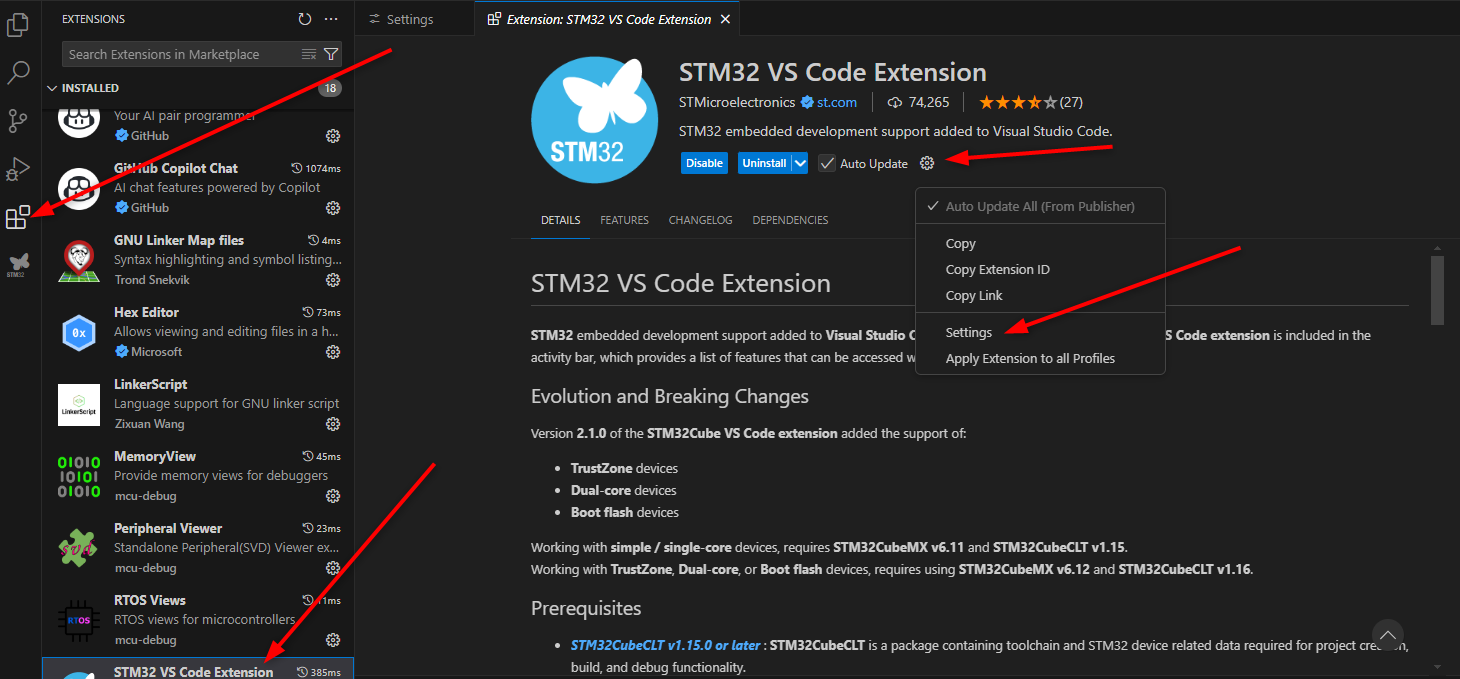 EXTENSIONS
Search Extensions in Marketplace
INSTALLED
18
Your AI pair programmer
GitHub
GitHub Copilot Chat
1074ms
AI chat features powered by Copilot
GitHub
GNU Linker Map files
4ms
Syntax highlighting and symbol listing...
Trond Snekvik
0x
Hex Editor
73ms
Allows viewing and editing files in a h...
Microsoft
LinkerScript
LinkerScript
Language support for GNU linker script
Zixuan Wang
01010
10101
01010
MemoryView
45ms
Provide memory views for debuggers
mcu-debug
SVD
Peripheral Viewer
23ms
Standalone Peripheral(SVD) Viewer ex...
mcu-debug
RTOS
RTOS Views
11ms
RTOS views for microcontrollers
mcu-debug
STM32 VS Code Extension
385ms
STM32
Settings
Extension: STM32 VS Code Extension
STM32
STM32 VS Code Extension
STMicroelectronics st.com 74,265 (27)
STM32 embedded development support added to Visual Studio Code.
Disable Uninstall Auto Update
DETAILS FEATURES CHANGELOG DEPENDENCIES
Auto Update All (From Publisher)
Copy
Copy Extension ID
Copy Link
Settings
Apply Extension to all Profiles
STM32 VS Code Extension
STM32 embedded development support added to Visual S Code extension is included in the
activity bar, which provides a list of features that can be accessed
Evolution and Breaking Changes
Version 2.1.0 of the STM32Cube VS Code extension added the support of:
• TrustZone devices
• Dual-core devices
• Boot flash devices
Working with simple / single-core devices, requires STM32CubeMX v6.11 and STM32CubeCLT v1.15.
Working with TrustZone, Dual-core, or Boot flash devices, requires using STM32CubeMX v6.12 and STM32CubeCLT v1.16.
Prerequisites
• STM32CubeCLT v1.15.0 or later : STM32CubeCLT is a package containing toolchain and STM32 device related data required for project creation,
build, and debug functionality.